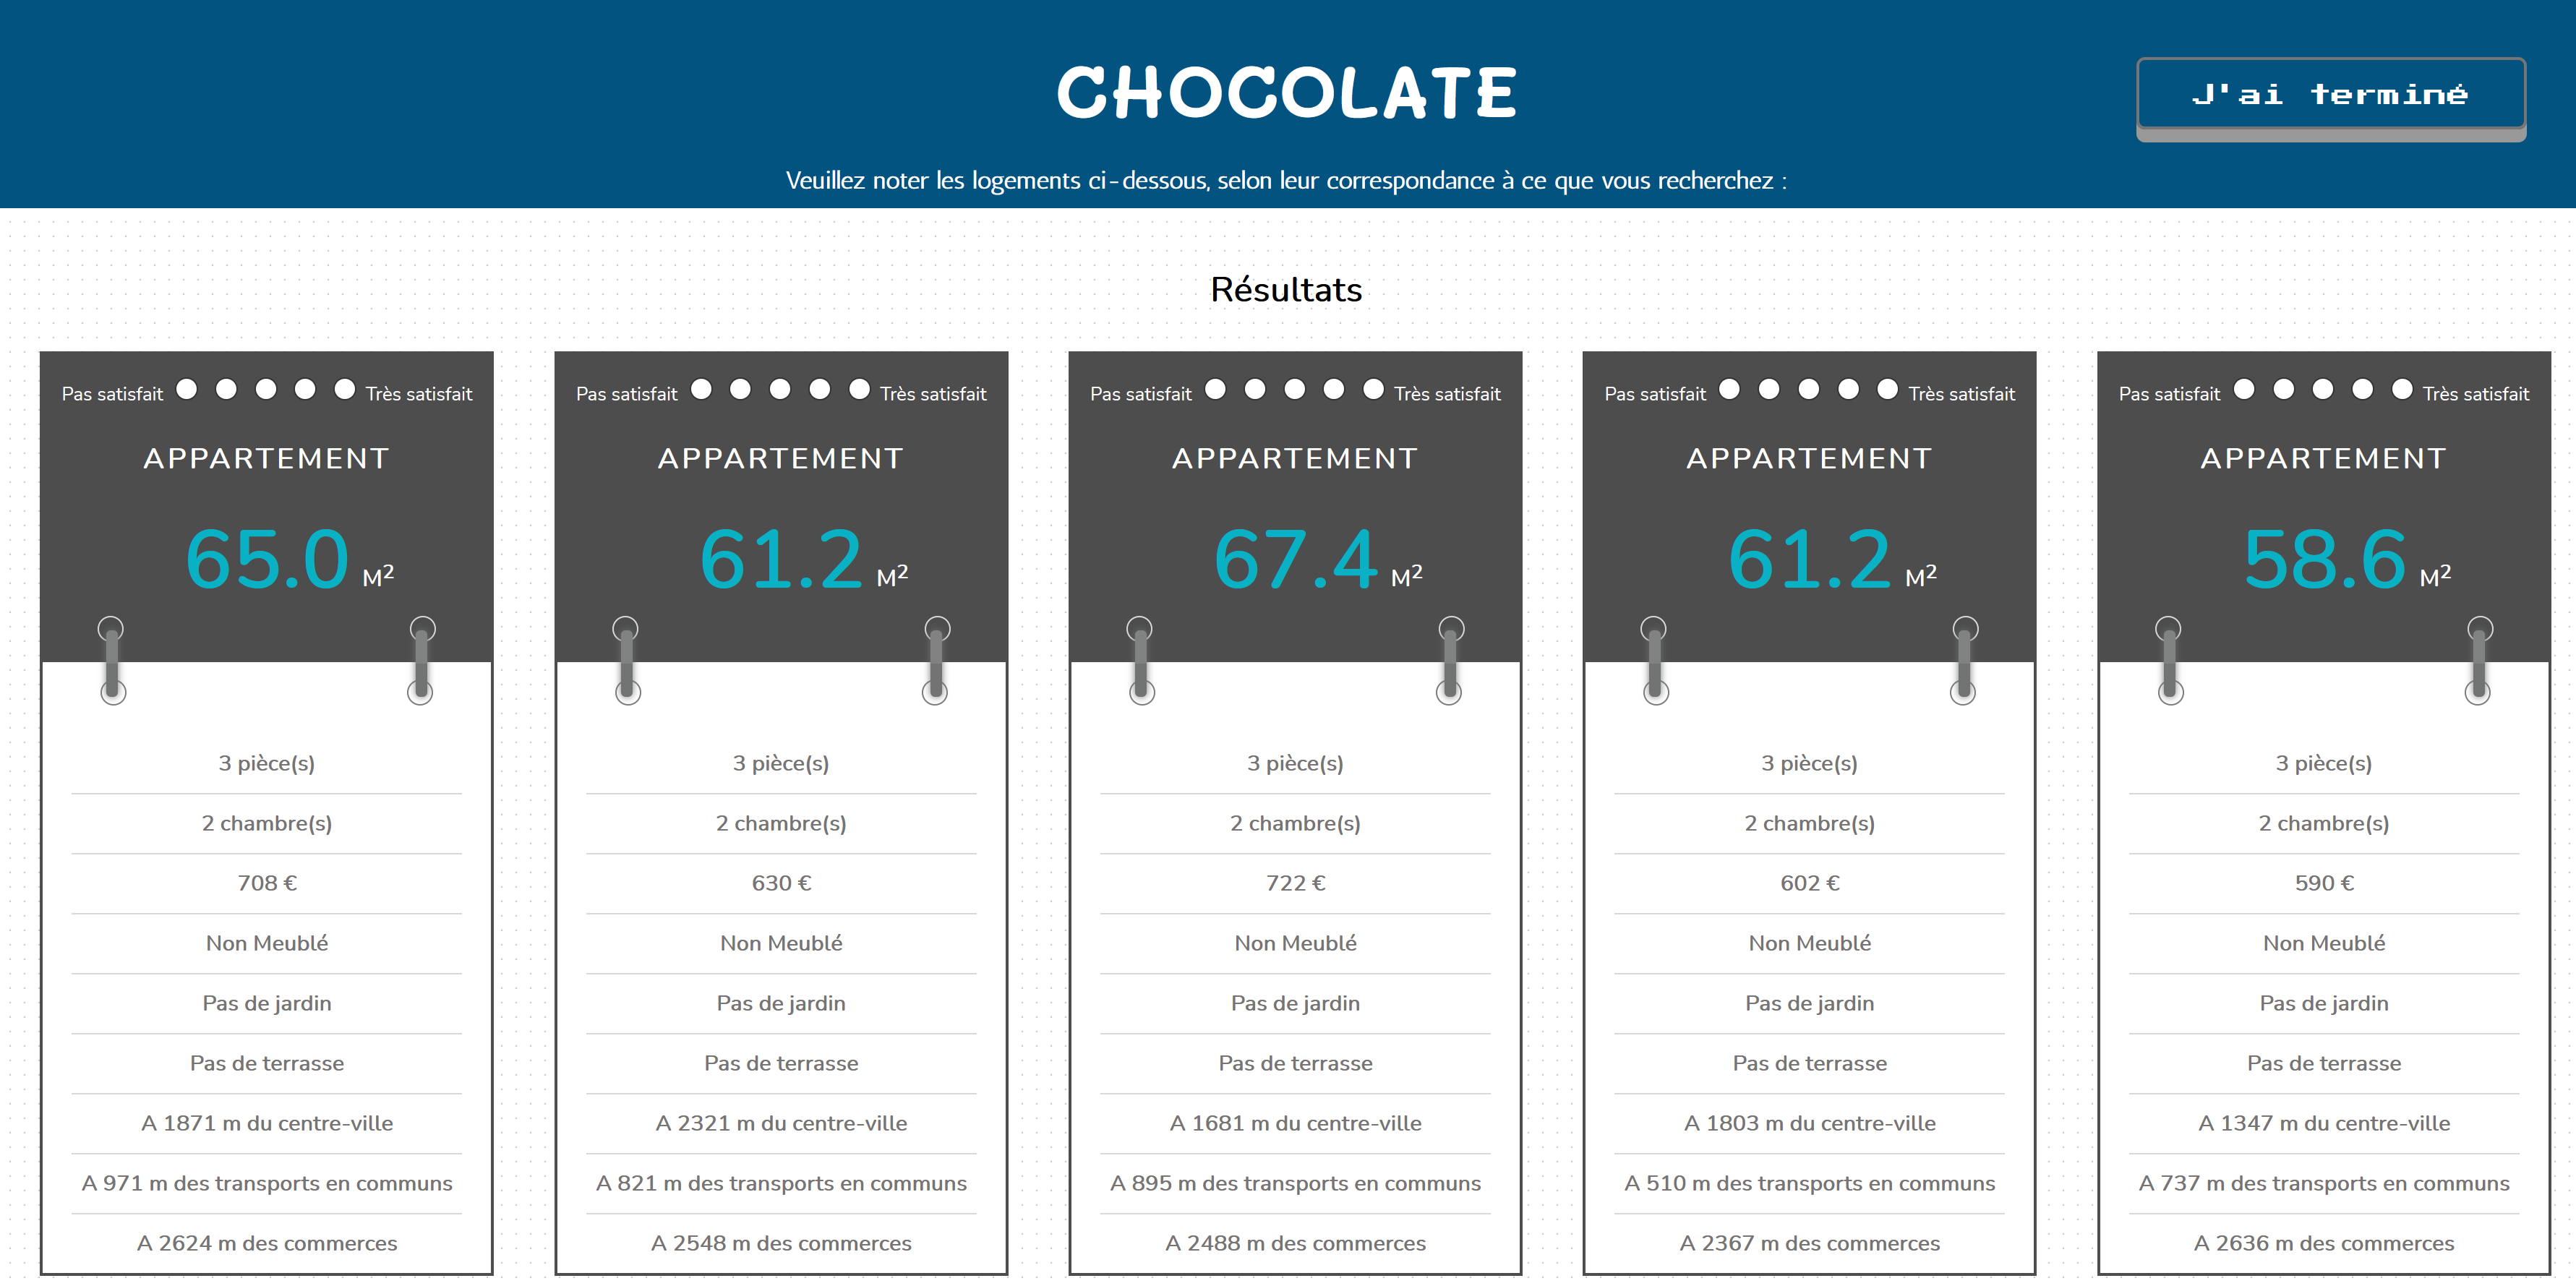 CHOCOLATE
J'ai terminé
Veuillez noter les logements ci-dessous, selon leur correspondance à ce que vous recherchez :
Résultats
Pas satisfait Très satisfait
APPARTEMENT
65.0 M²
3 pièce(s)
2 chambre(s)
708 €
Non Meublé
Pas de jardin
Pas de terrasse
A 1871 m du centre-ville
A 971 m des transports en communs
A 2624 m des commerces
Pas satisfait Très satisfait
APPARTEMENT
61.2 M²
3 pièce(s)
2 chambre(s)
630 €
Non Meublé
Pas de jardin
Pas de terrasse
A 2321 m du centre-ville
A 821 m des transports en communs
A 2548 m des commerces
Pas satisfait Très satisfait
APPARTEMENT
67.4 M²
3 pièce(s)
2 chambre(s)
722 €
Non Meublé
Pas de jardin
Pas de terrasse
A 1681 m du centre-ville
A 895 m des transports en communs
A 2488 m des commerces
Pas satisfait Très satisfait
APPARTEMENT
61.2 M²
3 pièce(s)
2 chambre(s)
602 €
Non Meublé
Pas de jardin
Pas de terrasse
A 1803 m du centre-ville
A 510 m des transports en communs
A 2367 m des commerces
Pas satisfait Très satisfait
APPARTEMENT
58.6 M²
3 pièce(s)
2 chambre(s)
590 €
Non Meublé
Pas de jardin
Pas de terrasse
A 1347 m du centre-ville
A 737 m des transports en communs
A 2636 m des commerces